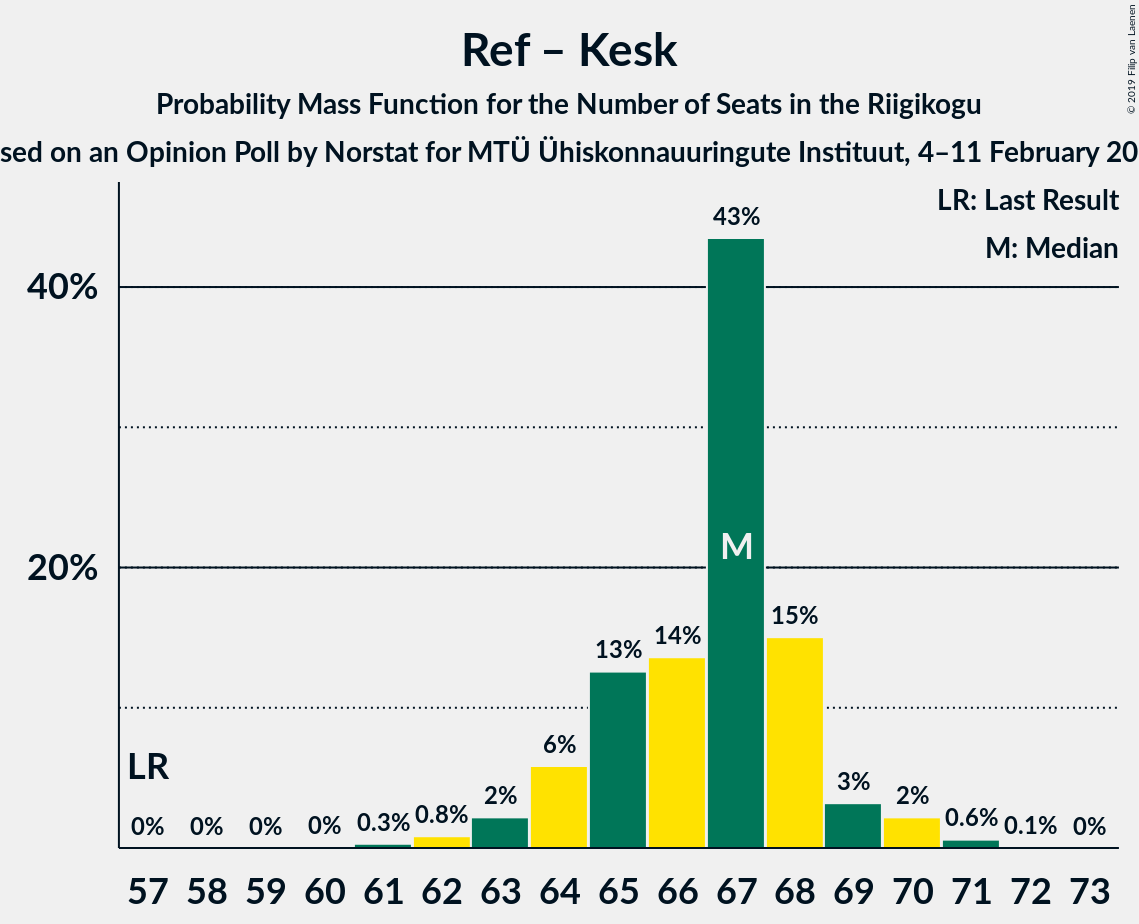 Ref – Kesk
Probability Mass Function for the Number of Seats in the Riigikogu
sed on an Opinion Poll by Norstat for MTÜ Ühiskonnauuringute Instituut, 4–11 February 20
© 2019 Filip van Laenen
LR: Last Result
M: Median
40%
20%
43%
M
15%
14%
13%
6%
3%
2%
2%
LR
0% 0% 0% 0% 0.3% 0.8% 0.6% 0.1% 0%
57 58 59 60 61 62 63 64 65 66 67 68 69 70 71 72 73